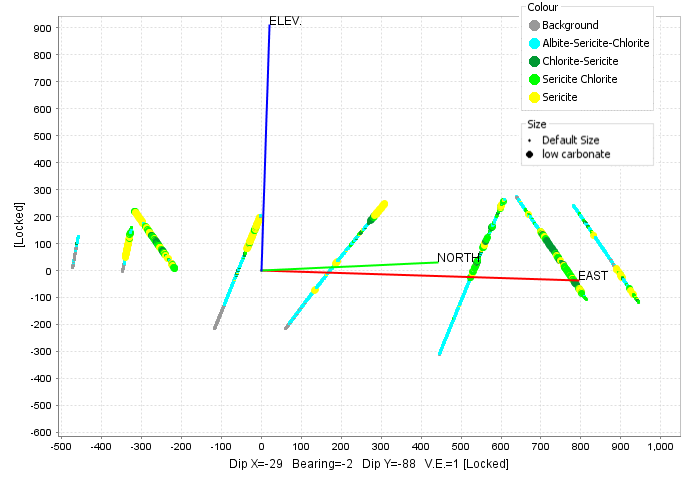 Colour
Background
Albite-Sericite-Chlorite
Chlorite-Sericite
Sericite Chlorite
Sericite
Size
Default Size
low carbonate
ELEV.
NORTH
EAST
[Locked]
900
800
700
600
500
400
300
200
100
0
-100
-200
-300
-400
-500
-600
-500 -400 -300 -200 -100 0 100 200 300 400 500 600 700 800 900 1,000
Dip X=-29 Bearing=-2 Dip Y=-88 V.E.=1 [Locked]